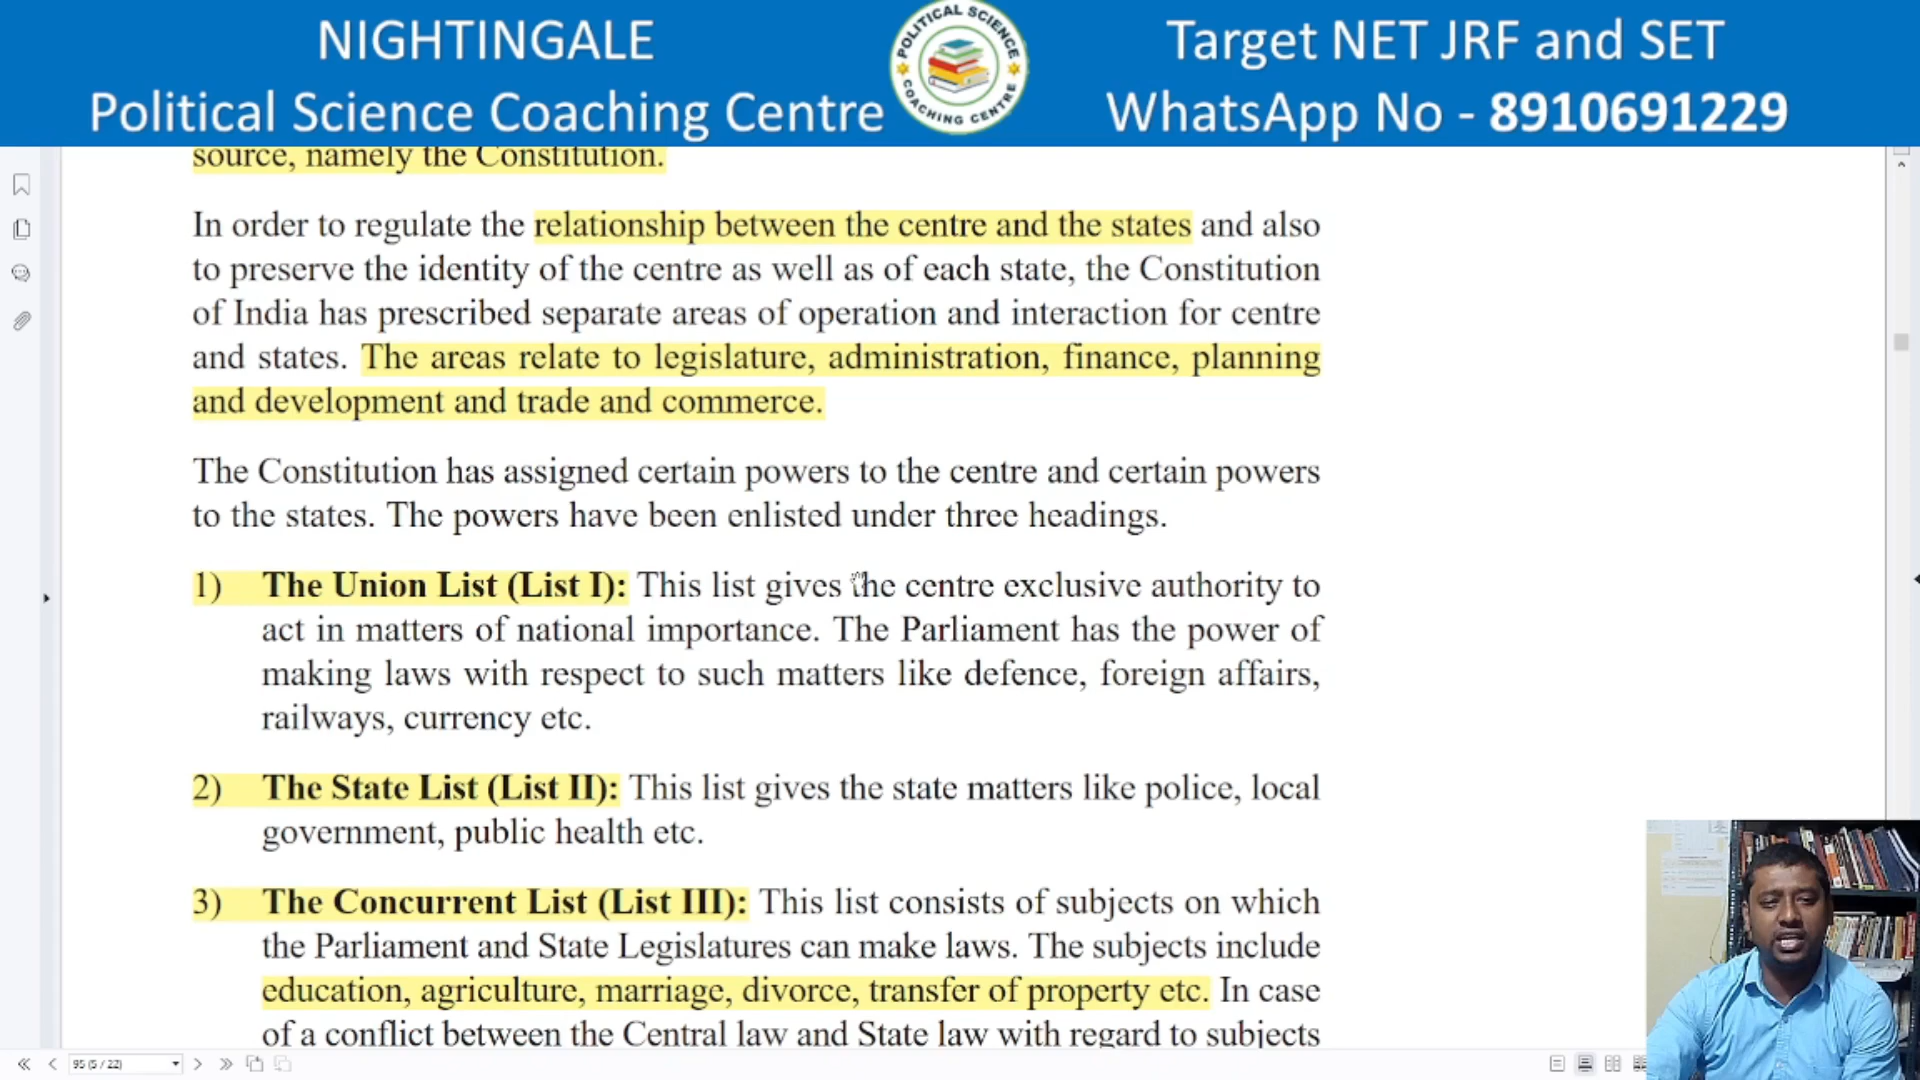 NIGHTINGALE
Political Science Coaching Centre
POLITICAL SCIENCE
COACHING CENTRE
Target NET JRF and SET
WhatsApp No - 8910691229
source, namely the Constitution.
In order to regulate the relationship between the centre and the states and also
to preserve the identity of the centre as well as of each state, the Constitution
of India has prescribed separate areas of operation and interaction for centre
and states. The areas relate to legislature, administration, finance, planning
and development and trade and commerce.
The Constitution has assigned certain powers to the centre and certain powers
to the states. The powers have been enlisted under three headings.
1) The Union List (List I): This list gives the centre exclusive authority to
act in matters of national importance. The Parliament has the power of
making laws with respect to such matters like defence, foreign affairs,
railways, currency etc.
2) The State List (List II): This list gives the state matters like police, local
government, public health etc.
3) The Concurrent List (List III): This list consists of subjects on which
the Parliament and State Legislatures can make laws. The subjects include
education, agriculture, marriage, divorce, transfer of property etc. In case
of a conflict between the Central law and State law with regard to subjects
95 (5 / 22)